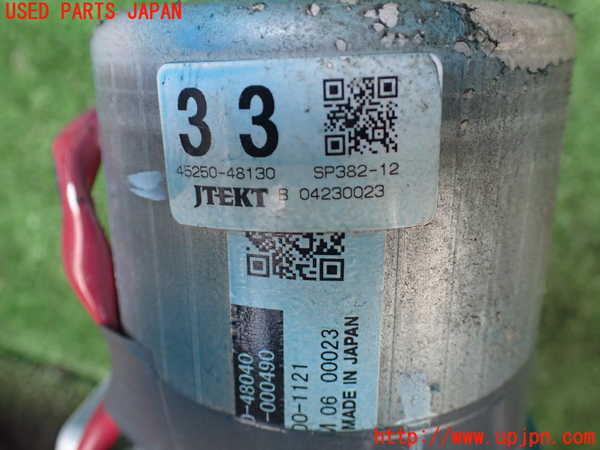 USED PARTS JAPAN
33
45250-48130 SP382-12
JTEKT B 04230023
-48040
-000490
00-1121
06 00023
MADE IN JAPAN
http://www.upjpn.com/